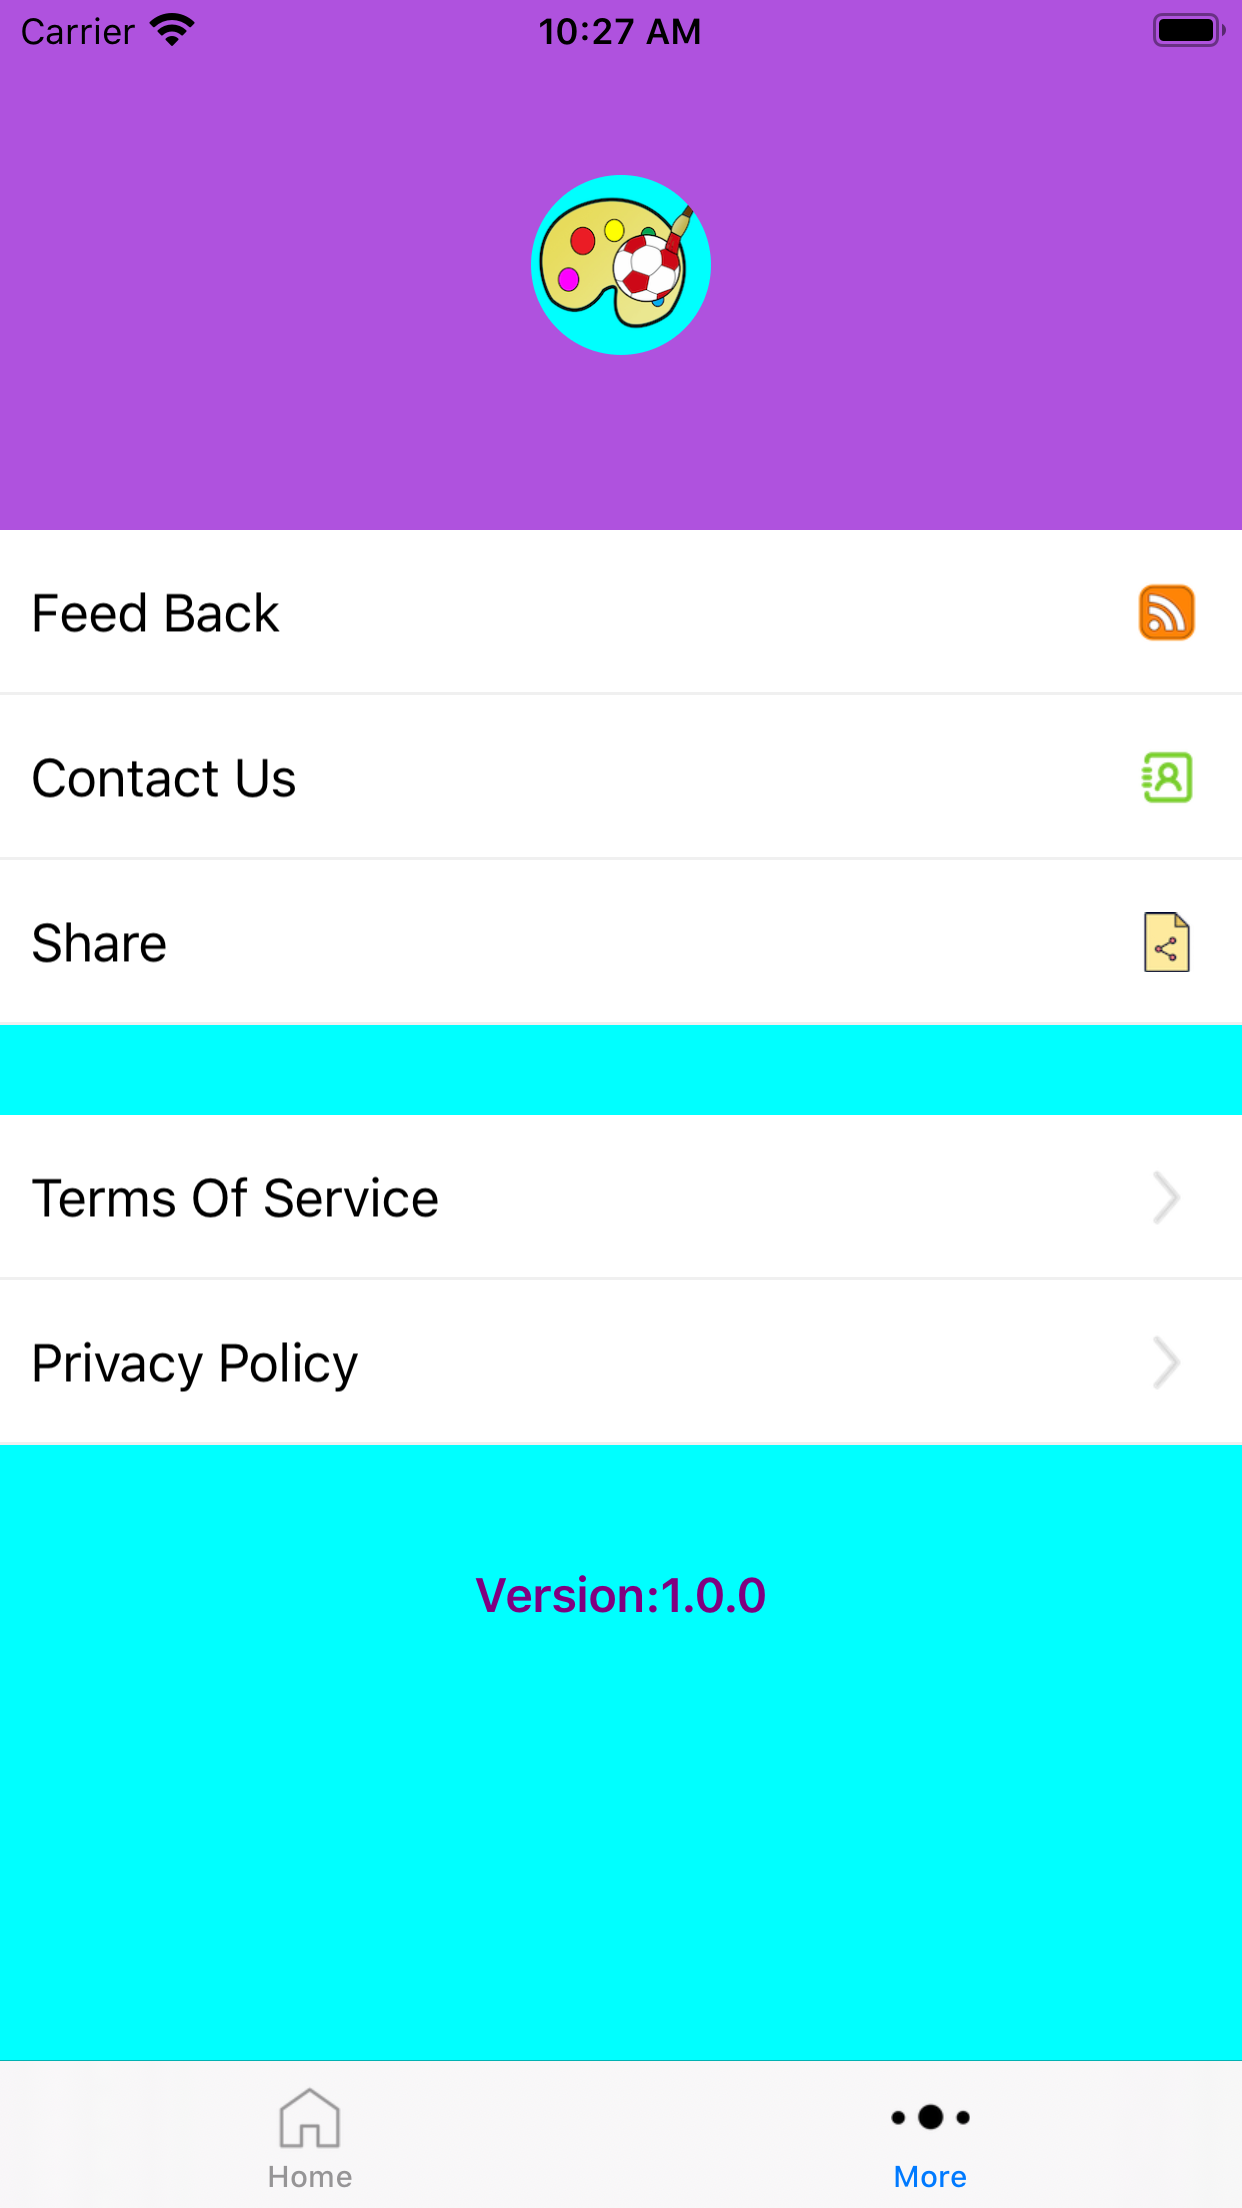 Carrier 10:27 AM
Feed Back
Contact Us
Share
Terms Of Service
Privacy Policy
Version:1.0.0
Home More